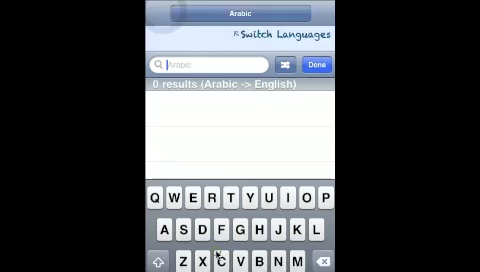 Arabic
Switch Languages
Arabic
Done
0 results (Arabic -> English)
Q W E R T Y U I O P
A S D F G H J K L
Z X C V B N M